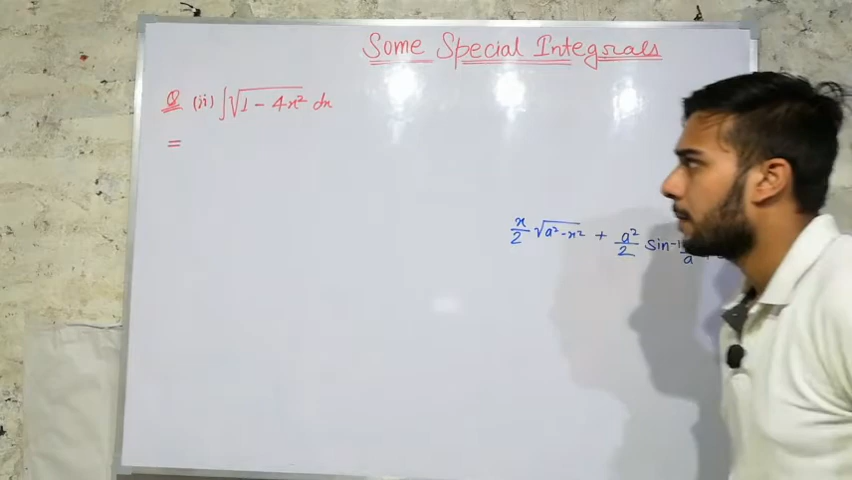 Some Special Integrals
Q (ii) ∫√(1 - 4x²) dx
=
x/2 √(a²-x²) + a²/2 sin⁻¹